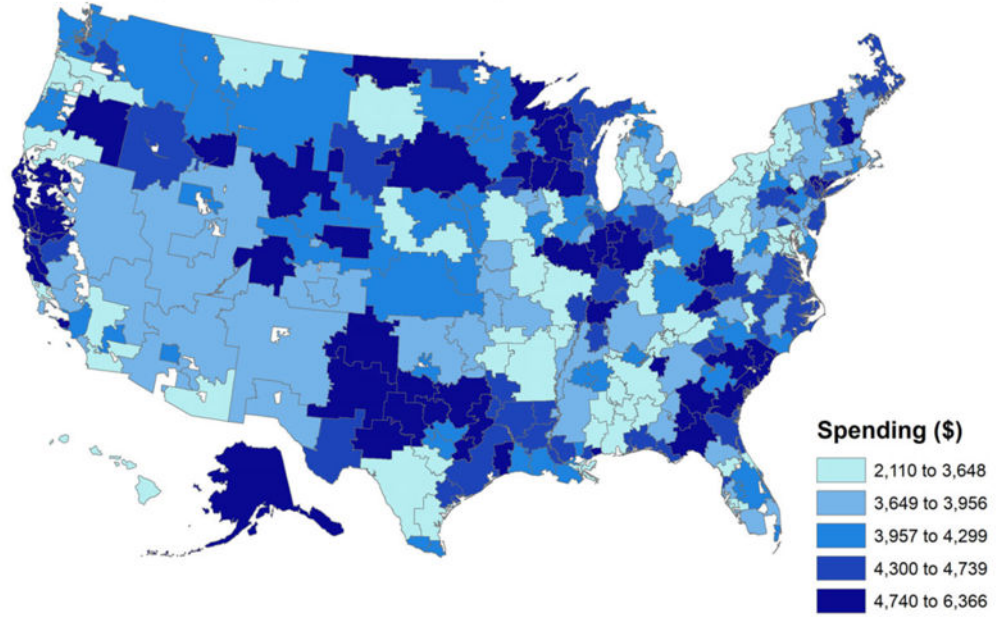 Spending ($)
2,110 to 3,648
3,649 to 3,956
3,957 to 4,299
4,300 to 4,739
4,740 to 6,366